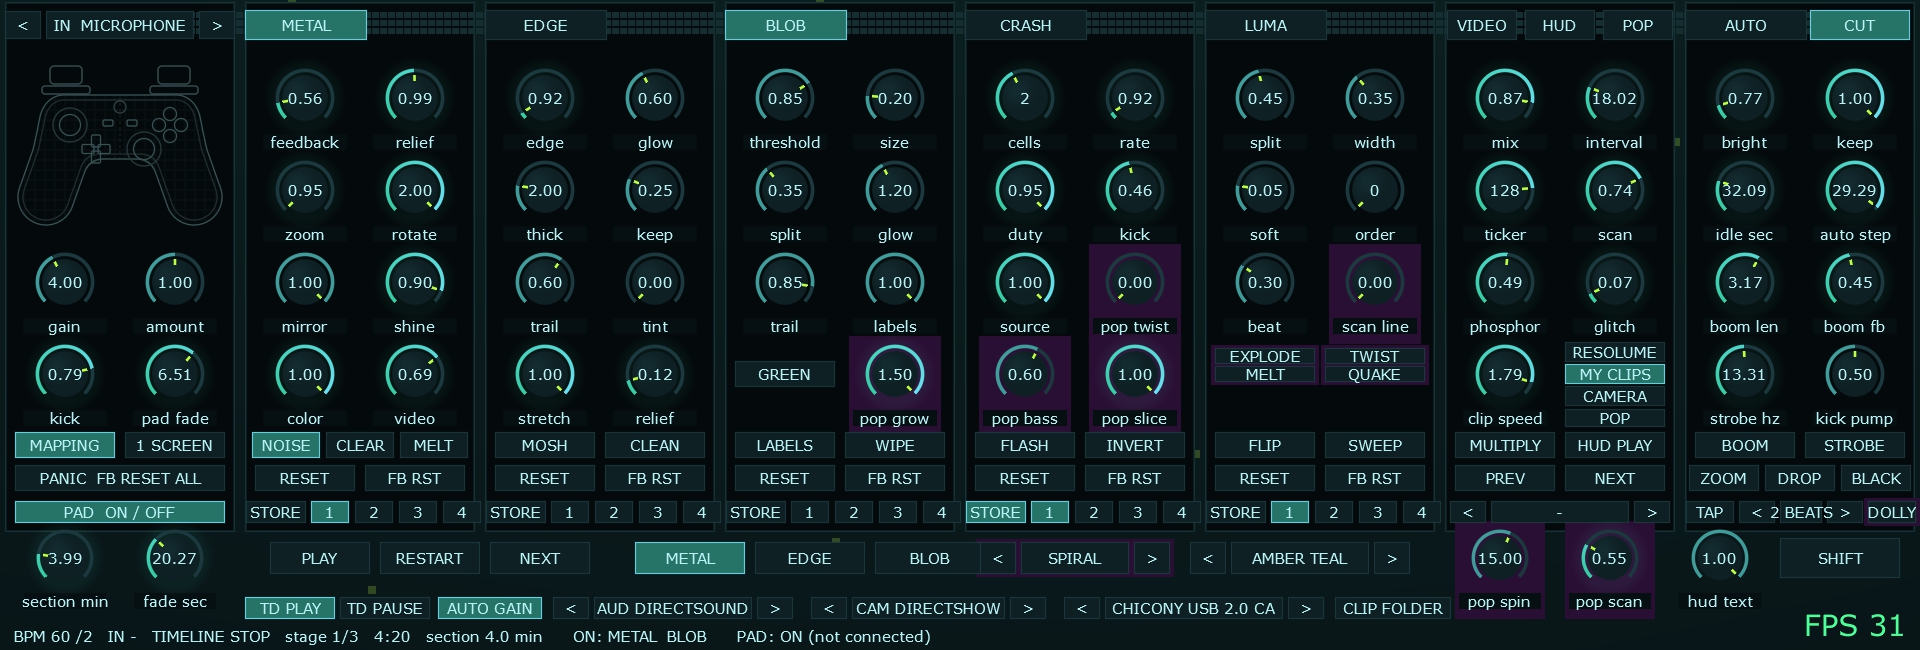 < IN MICROPHONE > METAL EDGE BLOB CRASH LUMA VIDEO HUD POP AUTO CUT
0.56 0.99 0.92 0.60 0.85 0.20 2 0.92 0.45 0.35 0.87 18.02 0.77 1.00
feedback relief edge glow threshold size cells rate split width mix interval bright keep
0.95 2.00 2.00 0.25 0.35 1.20 0.95 0.46 0.05 0 128 0.74 32.09 29.29
zoom rotate thick keep split glow duty kick soft order ticker scan idle sec auto step
4.00 1.00 1.00 0.90 0.60 0.00 0.85 1.00 1.00 0.00 0.30 0.00 0.49 0.07 3.17 0.45
gain amount mirror shine trail tint trail labels source pop twist beat scan line phosphor glitch boom len boom fb
EXPLODE TWIST RESOLUME
0.79 6.51 1.00 0.69 1.00 0.12 GREEN 1.50 0.60 1.00 MELT QUAKE 1.79 MY CLIPS 13.31 0.50
CAMERA
kick pad fade color video stretch relief pop grow pop bass pop slice clip speed POP strobe hz kick pump
MAPPING 1 SCREEN NOISE CLEAR MELT MOSH CLEAN LABELS WIPE FLASH INVERT FLIP SWEEP MULTIPLY HUD PLAY BOOM STROBE
PANIC FB RESET ALL RESET FB RST RESET FB RST RESET FB RST RESET FB RST RESET FB RST PREV NEXT ZOOM DROP BLACK
PAD ON / OFF STORE 1 2 3 4 STORE 1 2 3 4 STORE 1 2 3 4 STORE 1 2 3 4 STORE 1 2 3 4 < - > TAP < 2 BEATS > DOLLY
3.99 20.27 PLAY RESTART NEXT METAL EDGE BLOB < SPIRAL > < AMBER TEAL > 15.00 0.55 1.00 SHIFT
section min fade sec pop spin pop scan hud text
TD PLAY TD PAUSE AUTO GAIN < AUD DIRECTSOUND > < CAM DIRECTSHOW > < CHICONY USB 2.0 CA > CLIP FOLDER
BPM 60 /2 IN - TIMELINE STOP stage 1/3 4:20 section 4.0 min ON: METAL BLOB PAD: ON (not connected)
FPS 31